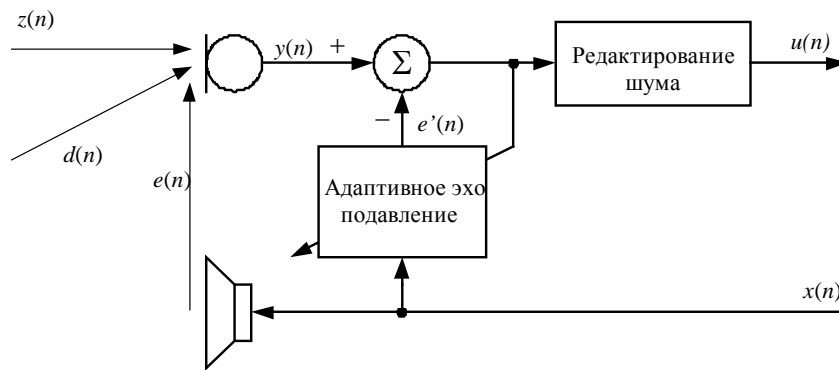 z(n)
y(n)
+
Σ
Редактирование
шума
u(n)
d(n)
e(n)
−
e’(n)
Адаптивное эхо
подавление
x(n)